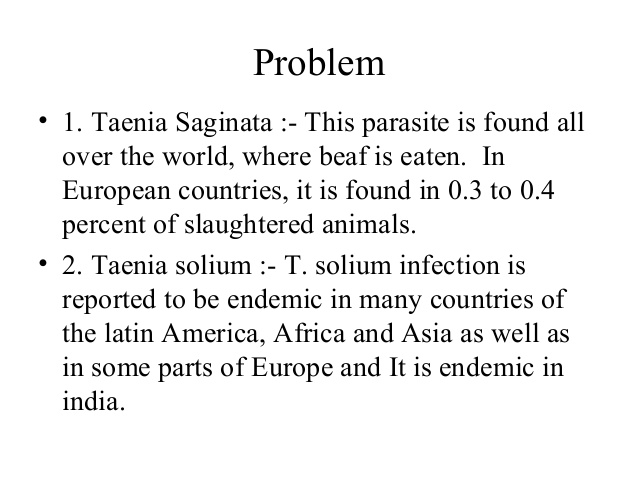 Problem
• 1. Taenia Saginata :- This parasite is found all
over the world, where beaf is eaten.  In
European countries, it is found in 0.3 to 0.4
percent of slaughtered animals.
• 2. Taenia solium :- T. solium infection is
reported to be endemic in many countries of
the latin America, Africa and Asia as well as
in some parts of Europe and It is endemic in
india.